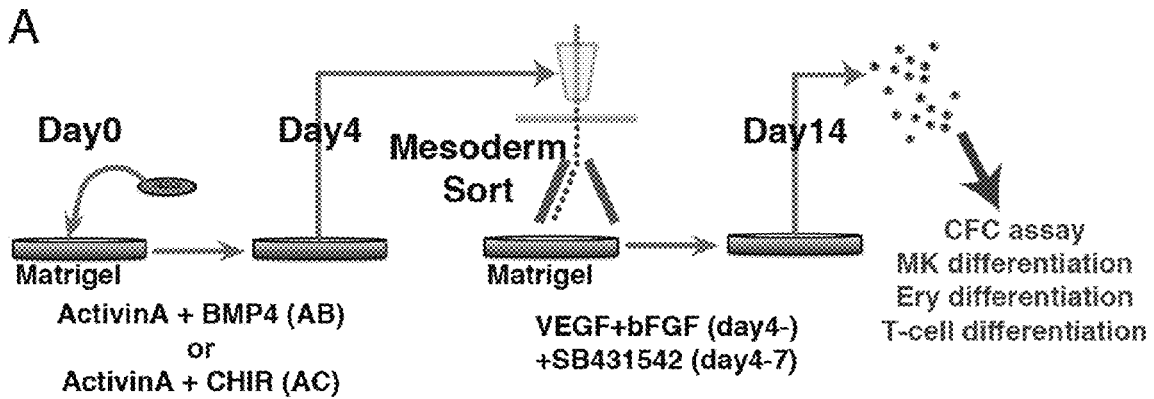 A
Day0
Day4
Mesoderm
Sort
Day14
Matrigel
Matrigel
ActivinA + BMP4 (AB)
or
ActivinA + CHIR (AC)
VEGF+bFGF (day4-)
+SB431542 (day4-7)
CFC assay
MK differentiation
Ery differentiation
T-cell differentiation